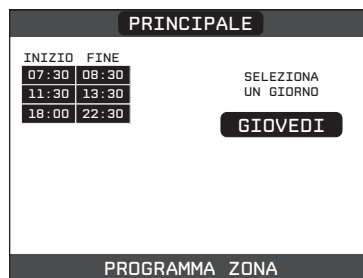 PRINCIPALE
INIZIO FINE
07:30 08:30
11:30 13:30
18:00 22:30
SELEZIONA
UN GIORNO
GIOVEDI
PROGRAMMA ZONA